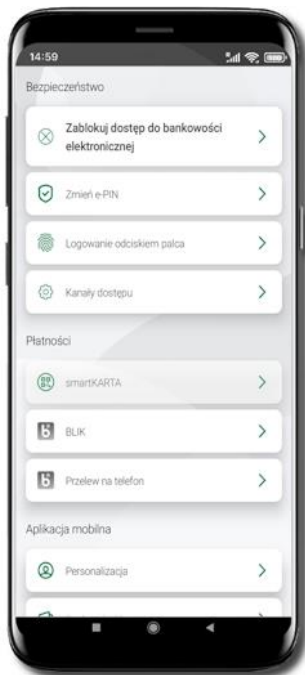 14:59
Bezpieczeństwo
Zablokuj dostęp do bankowości
elektronicznej
Zmień e-PIN
Logowanie odciskiem palca
Kanały dostępu
Płatności
smartKARTA
BLIK
Przelew na telefon
Aplikacja mobilna
Personalizacja